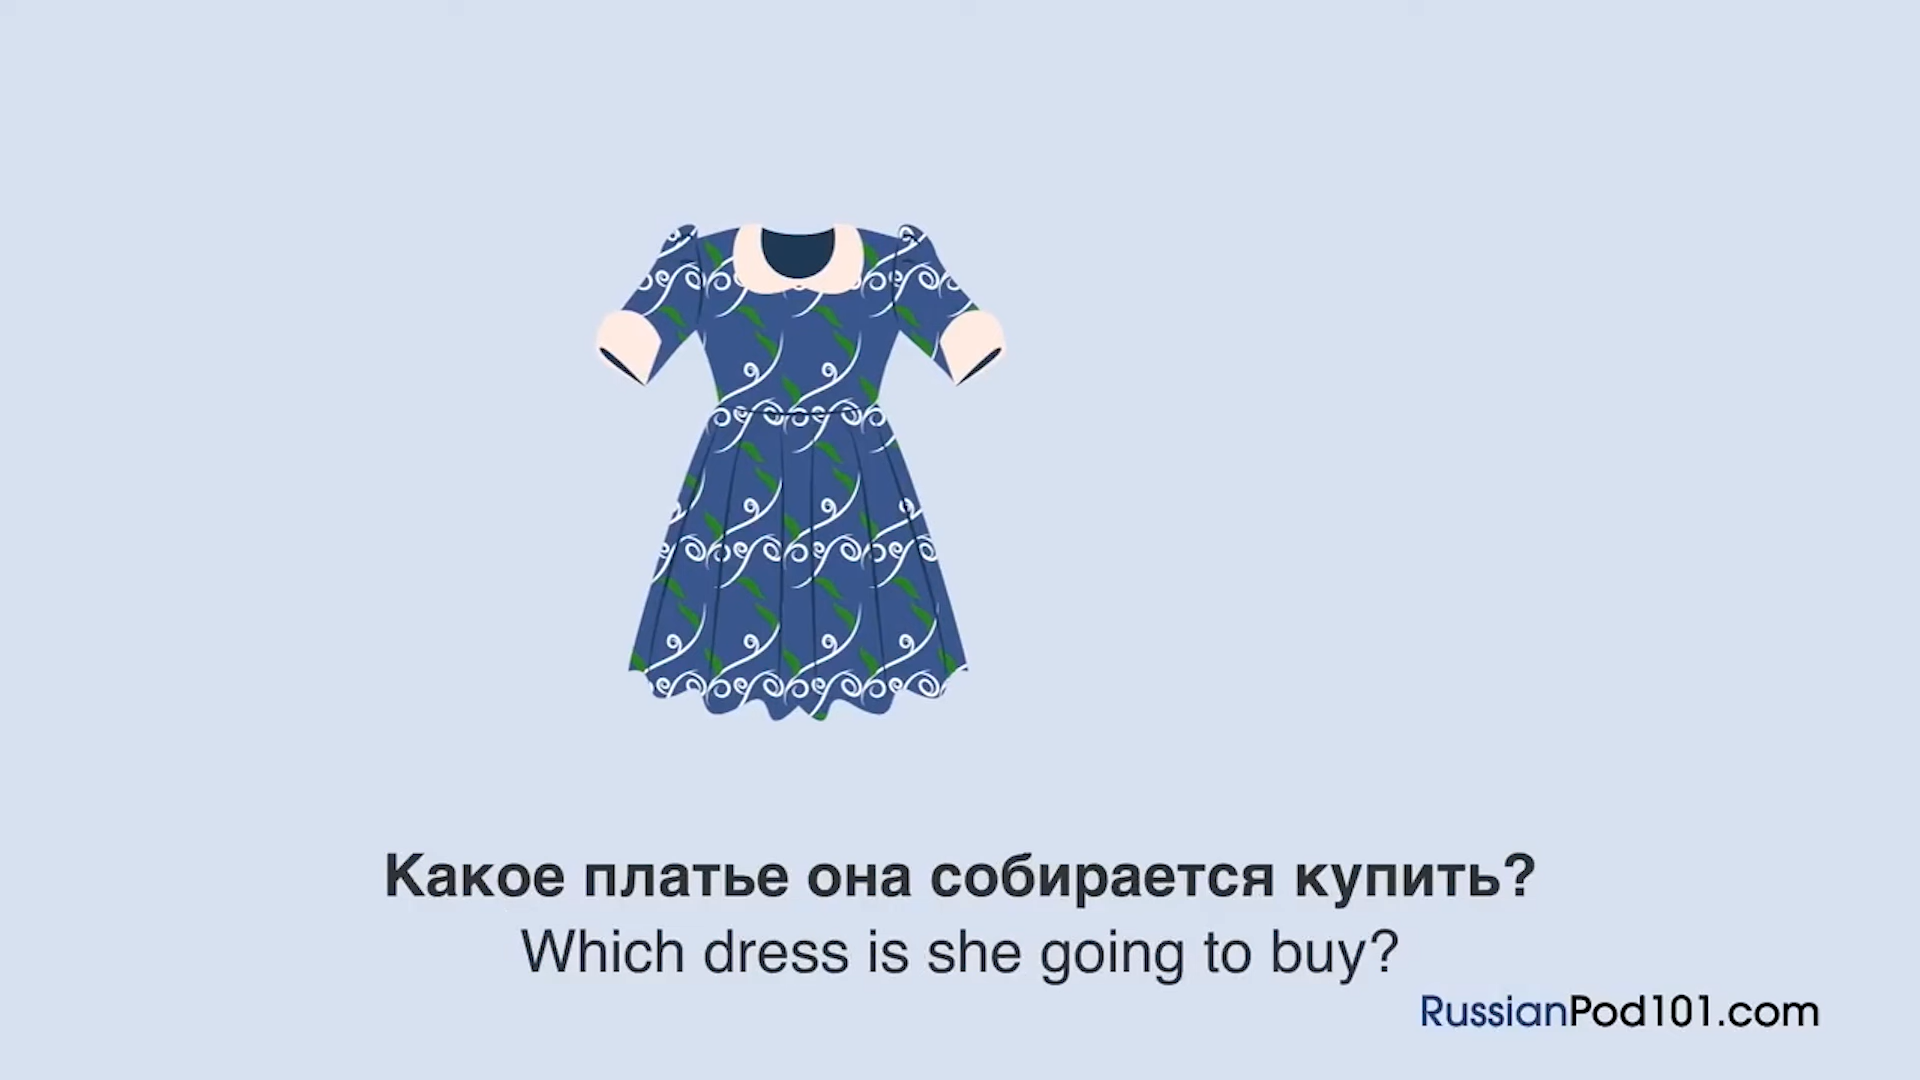 Какое платье она собирается купить?
Which dress is she going to buy?
RussianPod101.com